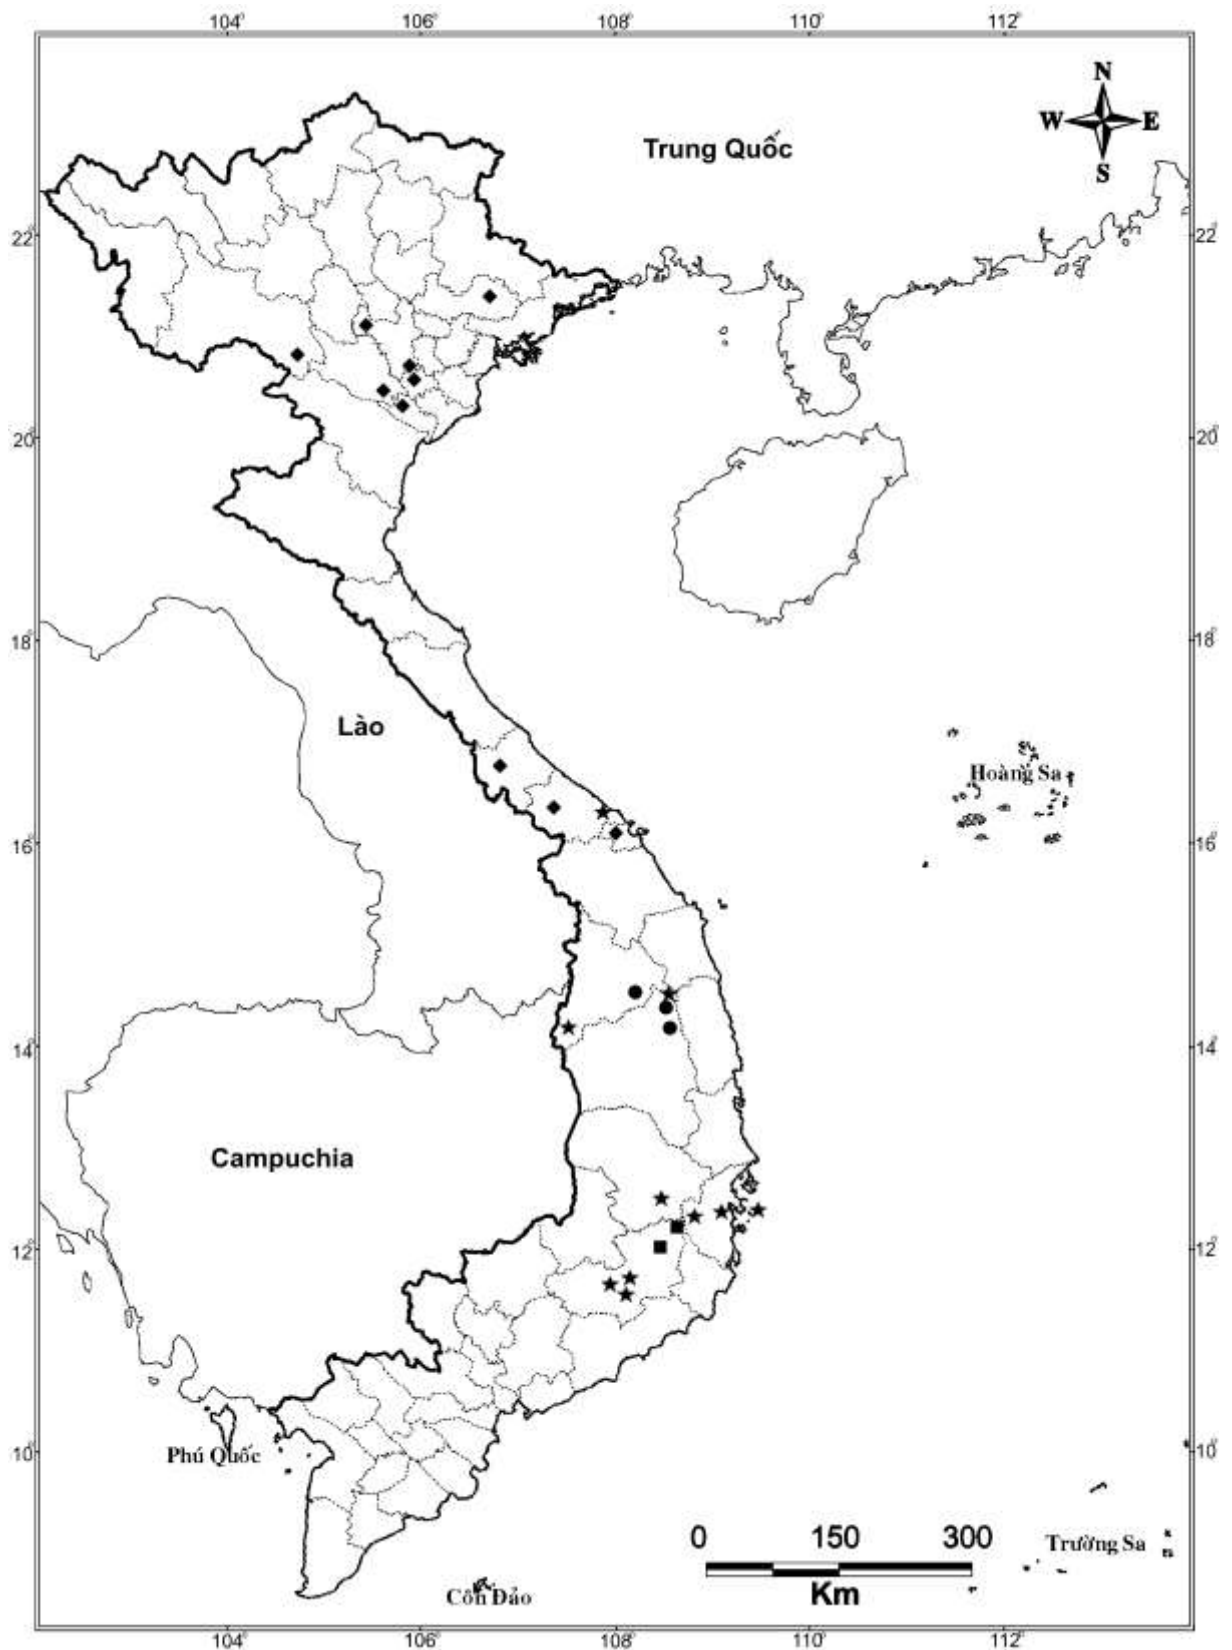 104° 106° 108° 110° 112°
N
W E
S
Trung Quốc
22° 22°
20° 20°
18° 18°
Lào
Hoàng Sa
16° 16°
14° 14°
Campuchia
12° 12°
Phú Quốc
10° 10°
0 150 300
Km
Trường Sa
Côn Đảo
104° 106° 108° 110° 112°